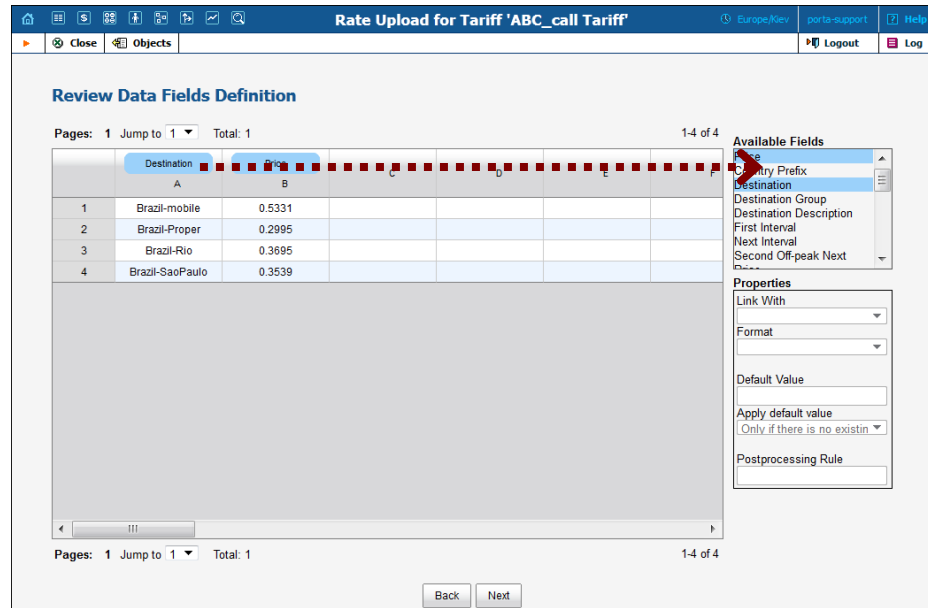 Rate Upload for Tariff 'ABC_call Tariff'
Europe/Kiev
porta-support
? Help
Close
Objects
Logout
Log
Review Data Fields Definition
Pages: 1 Jump to 1 Total: 1
1-4 of 4
Available Fields
Destination Price
A B C D E F
1 Brazil-mobile 0.5331
2 Brazil-Proper 0.2995
3 Brazil-Rio 0.3695
4 Brazil-SaoPaulo 0.3539
Price
Country Prefix
Destination
Destination Group
Destination Description
First Interval
Next Interval
Second Off-peak Next
Properties
Link With
Format
Default Value
Apply default value
Only if there is no existin
Postprocessing Rule
Pages: 1 Jump to 1 Total: 1
1-4 of 4
Back
Next